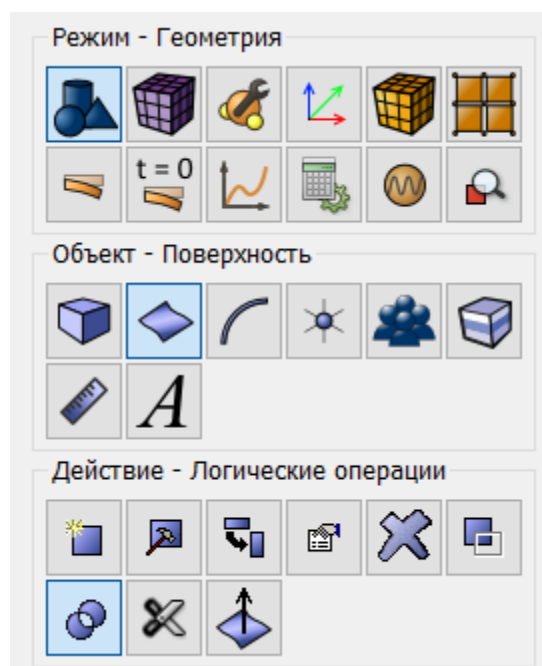 Режим - Геометрия
t = 0
Объект - Поверхность
A
Действие - Логические операции